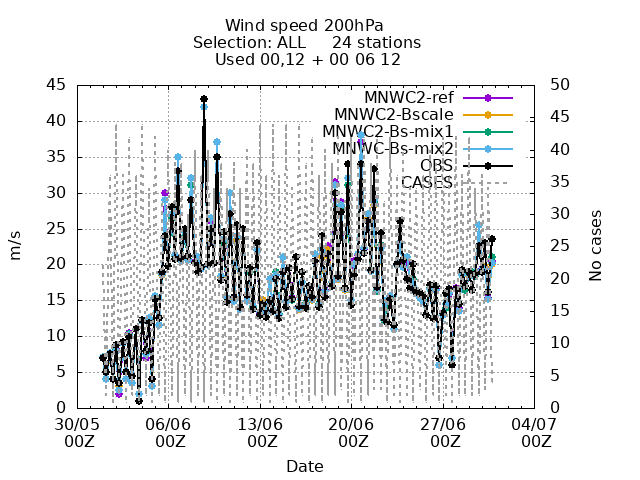 Wind speed 200hPa
Selection: ALL 24 stations
Used 00,12 + 00 06 12
45
40
35
30
25
20
15
10
5
0
m/s
50
45
40
35
30
25
20
15
10
5
0
No cases
MNWC2-ref
MNWC2-Bscale
MNWC2-Bs-mix1
MNWC-Bs-mix2
OBS
CASES
30/05 06/06 13/06 20/06 27/06 04/07
00Z 00Z 00Z 00Z 00Z 00Z
Date